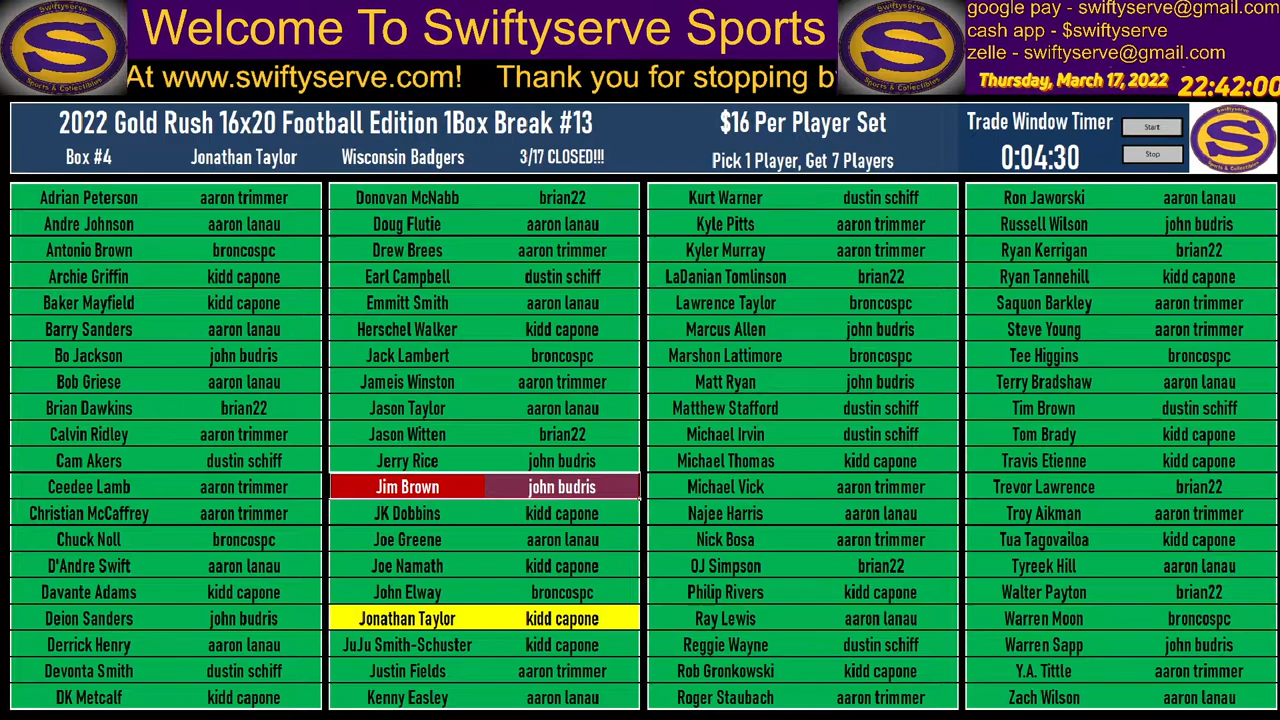 Swiftyserve
S
Sports & Collectibles
Welcome To Swiftyserve Sports
At www.swiftyserve.com! Thank you for stopping b
Swiftyserve
S
Sports & Collectibles
google pay - swiftyserve@gmail.com
cash app - $swiftyserve
zelle - swiftyserve@gmail.com
Thursday, March 17, 2022 22:42:00
2022 Gold Rush 16x20 Football Edition 1Box Break #13
$16 Per Player Set
Trade Window Timer
Start
Box #4 Jonathan Taylor Wisconsin Badgers 3/17 CLOSED!!!
Pick 1 Player, Get 7 Players
0:04:30
Stop
Swiftyserve
S
Adrian Peterson aaron trimmer Donovan McNabb brian22 Kurt Warner dustin schiff Ron Jaworski aaron lanau
Andre Johnson aaron lanau Doug Flutie aaron lanau Kyle Pitts aaron trimmer Russell Wilson john budris
Antonio Brown broncospc Drew Brees aaron trimmer Kyler Murray aaron trimmer Ryan Kerrigan brian22
Archie Griffin kidd capone Earl Campbell dustin schiff LaDanian Tomlinson brian22 Ryan Tannehill kidd capone
Baker Mayfield kidd capone Emmitt Smith aaron lanau Lawrence Taylor broncospc Saquon Barkley aaron trimmer
Barry Sanders aaron lanau Herschel Walker kidd capone Marcus Allen john budris Steve Young aaron trimmer
Bo Jackson john budris Jack Lambert broncospc Marshon Lattimore broncospc Tee Higgins broncospc
Bob Griese aaron lanau Jameis Winston aaron trimmer Matt Ryan john budris Terry Bradshaw aaron lanau
Brian Dawkins brian22 Jason Taylor aaron lanau Matthew Stafford dustin schiff Tim Brown dustin schiff
Calvin Ridley aaron trimmer Jason Witten brian22 Michael Irvin dustin schiff Tom Brady kidd capone
Cam Akers dustin schiff Jerry Rice john budris Michael Thomas kidd capone Travis Etienne kidd capone
Ceedee Lamb aaron trimmer Jim Brown john budris Michael Vick aaron trimmer Trevor Lawrence brian22
Christian McCaffrey aaron trimmer JK Dobbins kidd capone Najee Harris aaron lanau Troy Aikman aaron trimmer
Chuck Noll broncospc Joe Greene aaron lanau Nick Bosa aaron trimmer Tua Tagovailoa kidd capone
D'Andre Swift aaron lanau Joe Namath kidd capone OJ Simpson brian22 Tyreek Hill aaron lanau
Davante Adams kidd capone John Elway broncospc Philip Rivers kidd capone Walter Payton brian22
Deion Sanders john budris Jonathan Taylor kidd capone Ray Lewis aaron lanau Warren Moon broncospc
Derrick Henry aaron lanau JuJu Smith-Schuster kidd capone Reggie Wayne dustin schiff Warren Sapp john budris
Devonta Smith dustin schiff Justin Fields aaron trimmer Rob Gronkowski kidd capone Y.A. Tittle aaron trimmer
DK Metcalf kidd capone Kenny Easley aaron lanau Roger Staubach aaron trimmer Zach Wilson aaron lanau